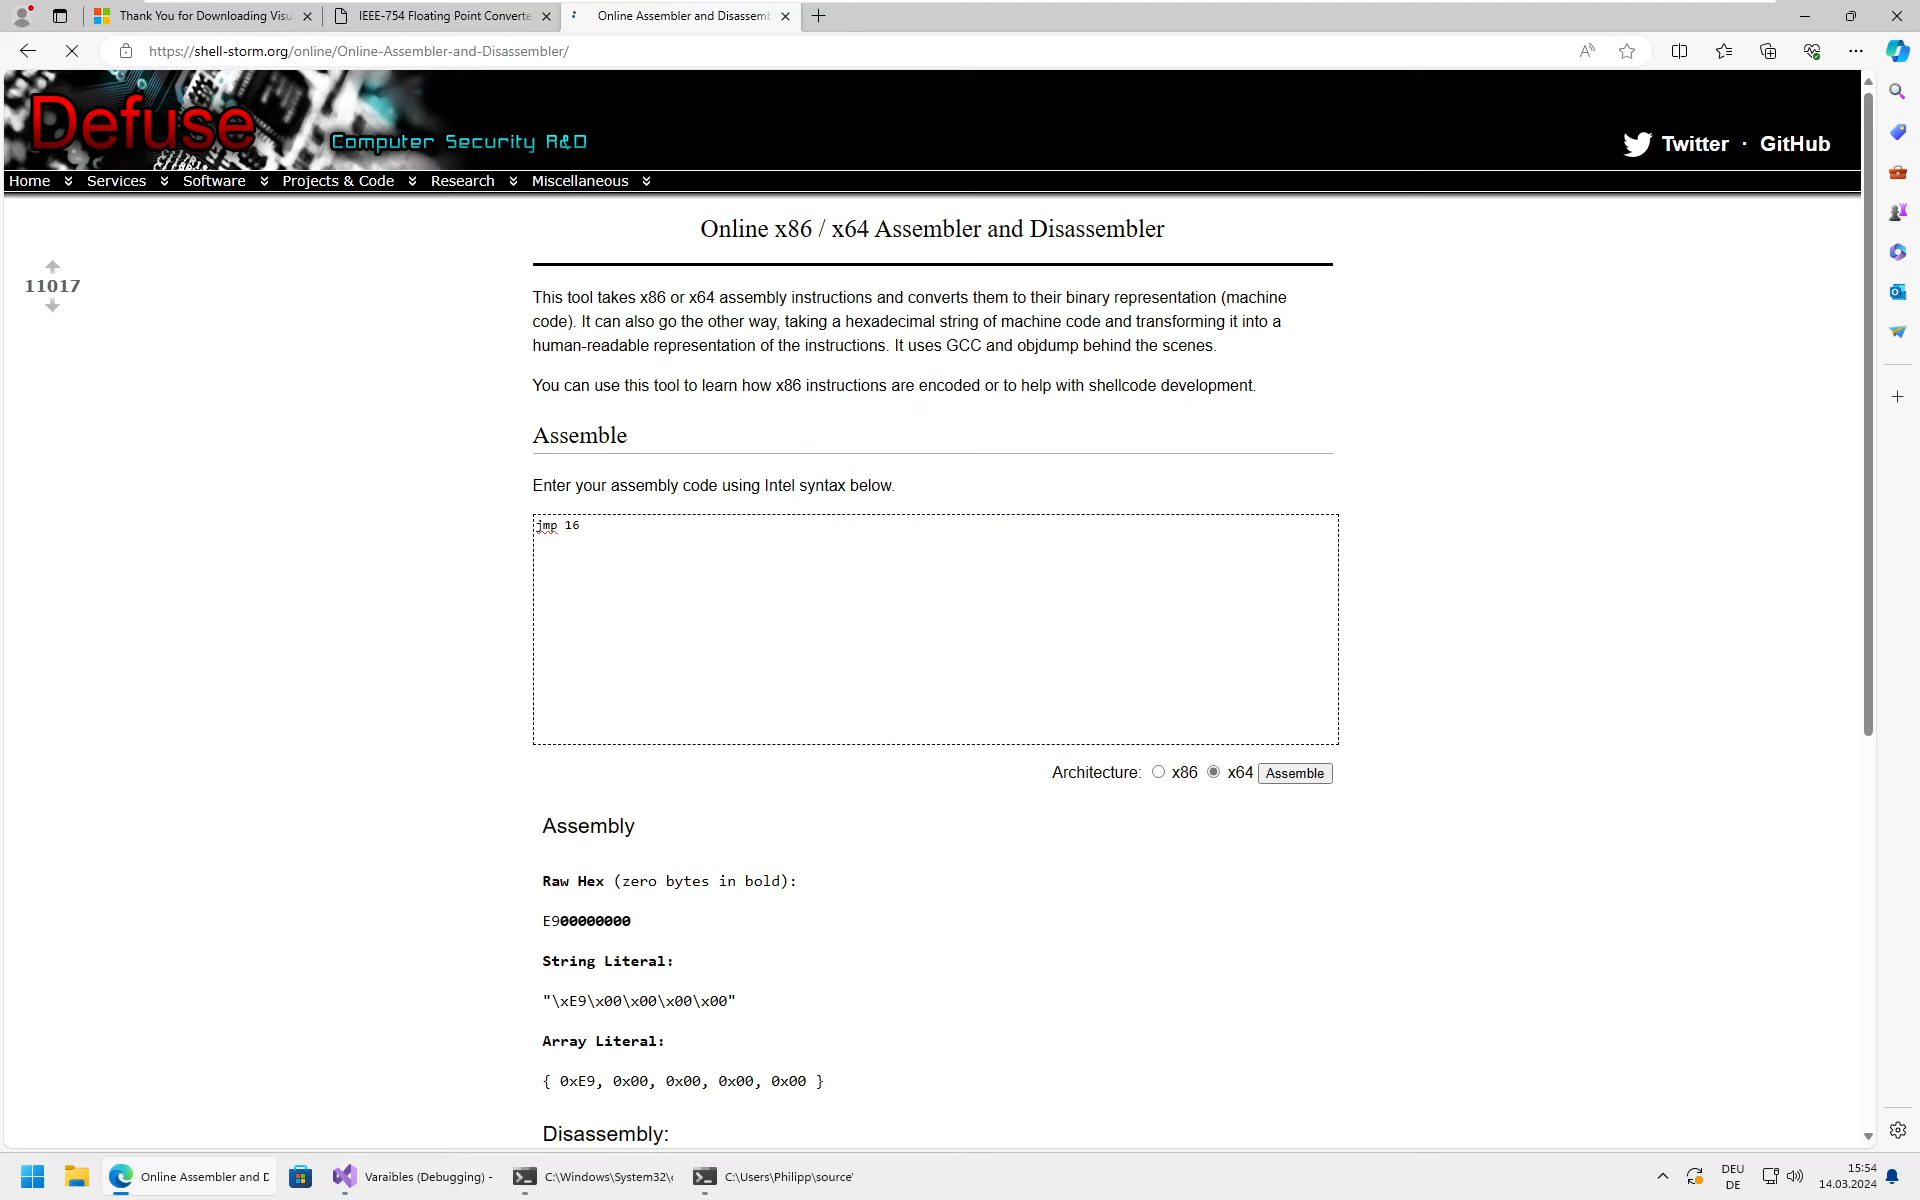 Thank You for Downloading Visu
IEEE-754 Floating Point Converte
Online Assembler and Disassemb
https://shell-storm.org/online/Online-Assembler-and-Disassembler/
Defuse
Computer Security R&D
Twitter · GitHub
Home Services Software Projects & Code Research Miscellaneous
Online x86 / x64 Assembler and Disassembler
11017
This tool takes x86 or x64 assembly instructions and converts them to their binary representation (machine
code). It can also go the other way, taking a hexadecimal string of machine code and transforming it into a
human-readable representation of the instructions. It uses GCC and objdump behind the scenes.
You can use this tool to learn how x86 instructions are encoded or to help with shellcode development.
Assemble
Enter your assembly code using Intel syntax below.
jmp 16
Architecture: x86 x64 Assemble
Assembly
Raw Hex (zero bytes in bold):
E900000000
String Literal:
"\xE9\x00\x00\x00\x00"
Array Literal:
{ 0xE9, 0x00, 0x00, 0x00, 0x00 }
Disassembly:
Online Assembler and D
Varaibles (Debugging) -
C:\Windows\System32\c
C:\Users\Philipp\source'
DEU
DE
15:54
14.03.2024